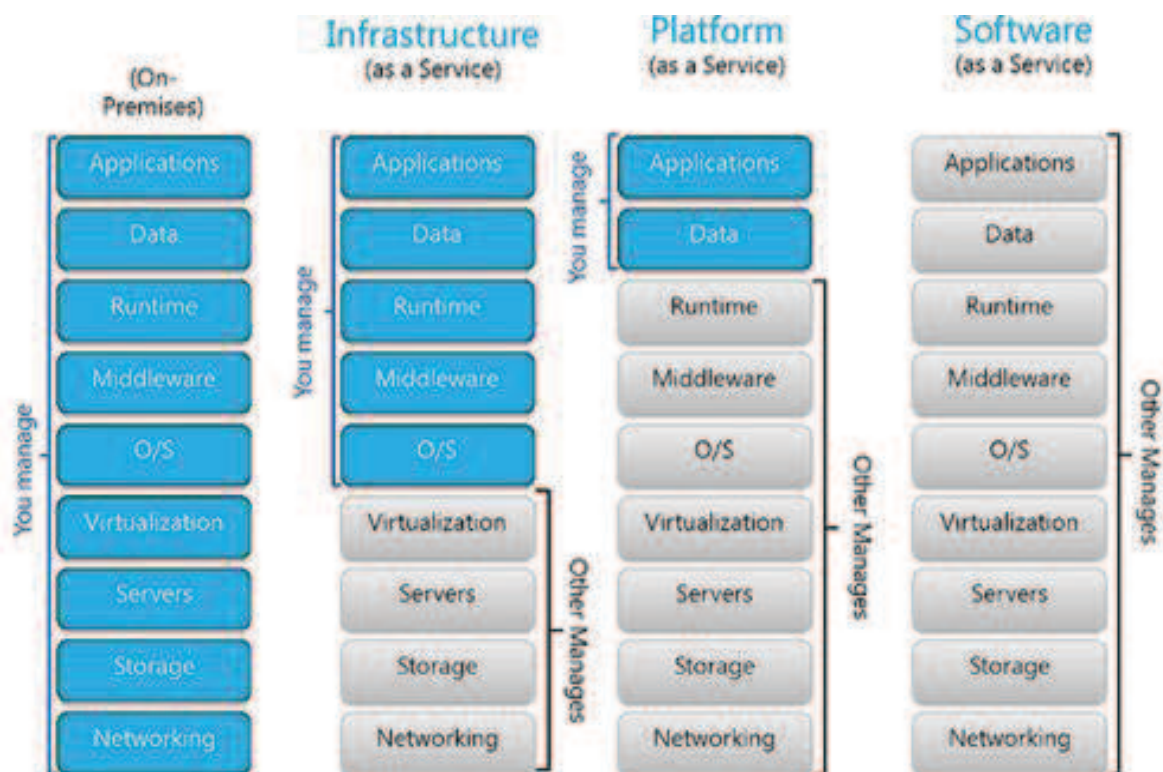 (On-
Premises)
You manage
Applications
Data
Runtime
Middleware
O/S
Virtualization
Servers
Storage
Networking
Infrastructure
(as a Service)
You manage
Applications
Data
Runtime
Middleware
O/S
Virtualization
Servers
Storage
Networking
Other Manages
Platform
(as a Service)
You manage
Applications
Data
Runtime
Middleware
O/S
Virtualization
Servers
Storage
Networking
Other Manages
Software
(as a Service)
Applications
Data
Runtime
Middleware
O/S
Virtualization
Servers
Storage
Networking
Other Manages